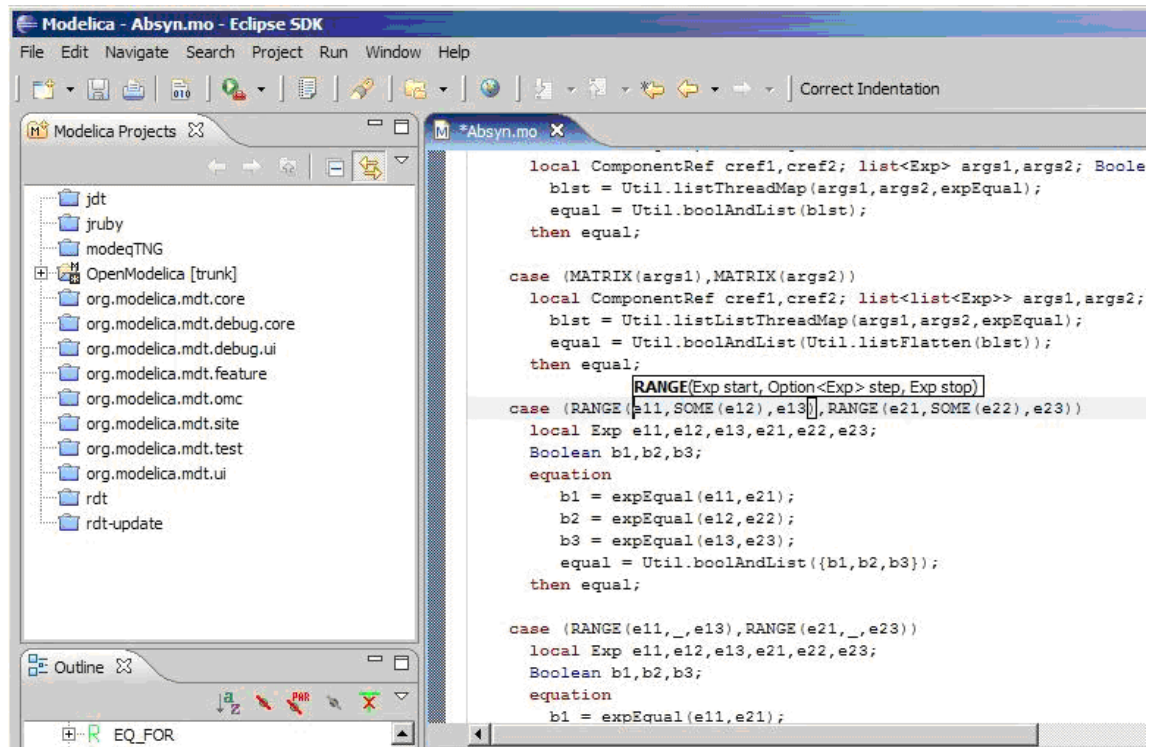 Modelica - Absyn.mo - Eclipse SDK
File Edit Navigate Search Project Run Window Help
010
Correct Indentation
Modelica Projects
jdt
jruby
modeqTNG
OpenModelica [trunk]
org.modelica.mdt.core
org.modelica.mdt.debug.core
org.modelica.mdt.debug.ui
org.modelica.mdt.feature
org.modelica.mdt.omc
org.modelica.mdt.site
org.modelica.mdt.test
org.modelica.mdt.ui
rdt
rdt-update
Outline
EQ_FOR
*Absyn.mo
local ComponentRef cref1,cref2; list<Exp> args1,args2; Boole
blst = Util.listThreadMap(args1,args2,expEqual);
equal = Util.boolAndList(blst);
then equal;
case (MATRIX(args1),MATRIX(args2))
local ComponentRef cref1,cref2; list<list<Exp>> args1,args2;
blst = Util.listListThreadMap(args1,args2,expEqual);
equal = Util.boolAndList(Util.listFlatten(blst));
then equal;
RANGE(Exp start, Option<Exp> step, Exp stop)
case (RANGE(e11,SOME(e12),e13),RANGE(e21,SOME(e22),e23))
local Exp e11,e12,e13,e21,e22,e23;
Boolean b1,b2,b3;
equation
b1 = expEqual(e11,e21);
b2 = expEqual(e12,e22);
b3 = expEqual(e13,e23);
equal = Util.boolAndList({b1,b2,b3});
then equal;
case (RANGE(e11,_,e13),RANGE(e21,_,e23))
local Exp e11,e12,e13,e21,e22,e23;
Boolean b1,b2,b3;
equation
b1 = expEqual(e11,e21);